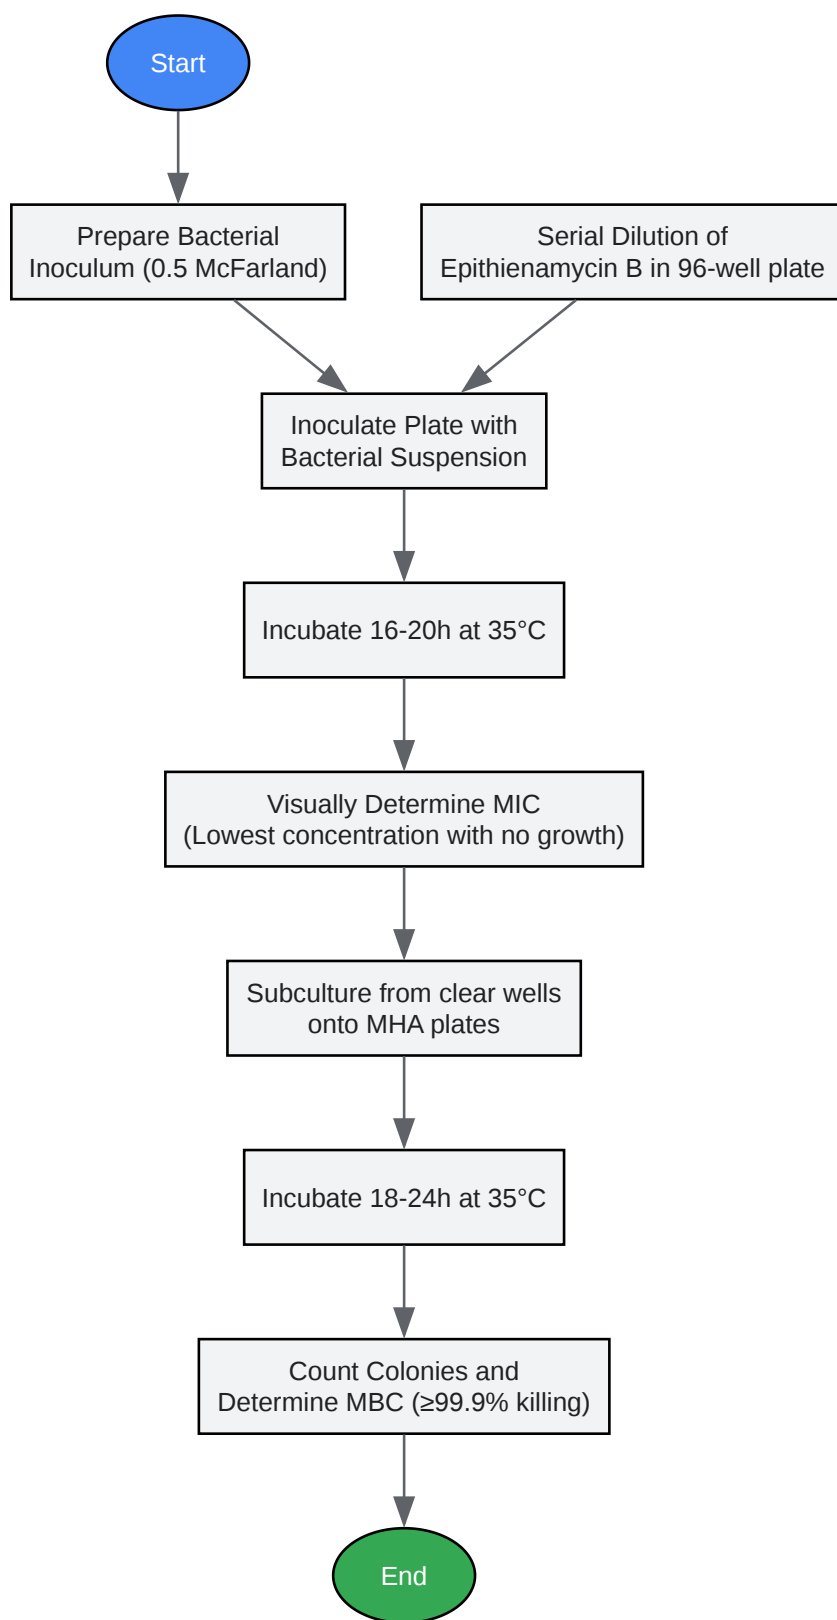 Start
Prepare Bacterial
Inoculum (0.5 McFarland)
Serial Dilution of
Epithienamycin B in 96-well plate
Inoculate Plate with
Bacterial Suspension
Incubate 16-20h at 35°C
Visually Determine MIC
(Lowest concentration with no growth)
Subculture from clear wells
onto MHA plates
Incubate 18-24h at 35°C
Count Colonies and
Determine MBC (≥99.9% killing)
End